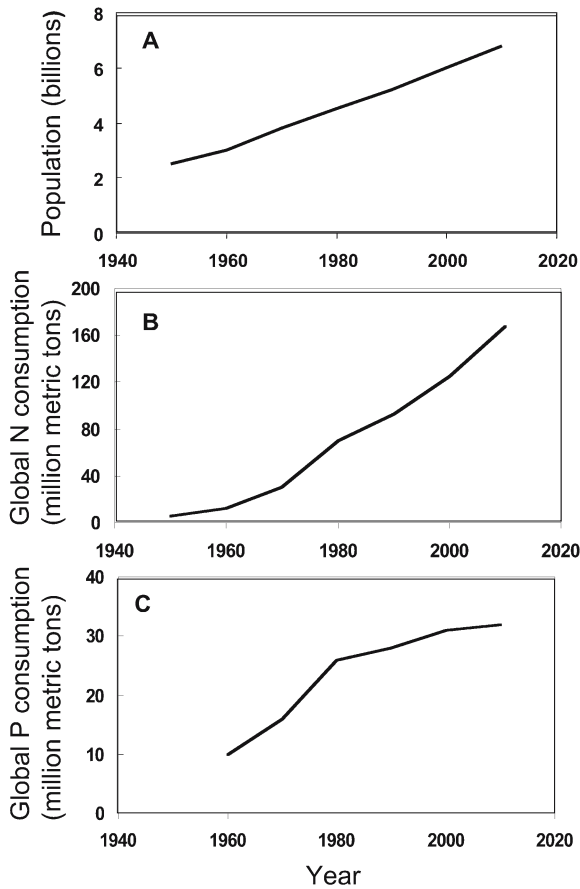 A
Population (billions)
8
6
4
2
0
1940 1960 1980 2000 2020
B
Global N consumption
(million metric tons)
200
160
120
80
40
0
1940 1960 1980 2000 2020
C
Global P consumption
(million metric tons)
40
30
20
10
0
1940 1960 1980 2000 2020
Year